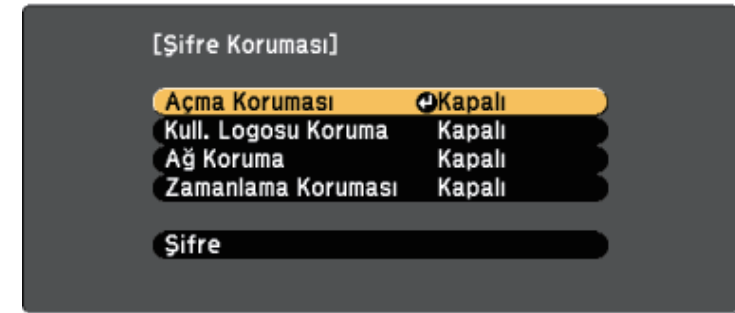 [Şifre Koruması]
Açma Koruması Kapalı
Kull. Logosu Koruma Kapalı
Ağ Koruma Kapalı
Zamanlama Koruması Kapalı
Şifre